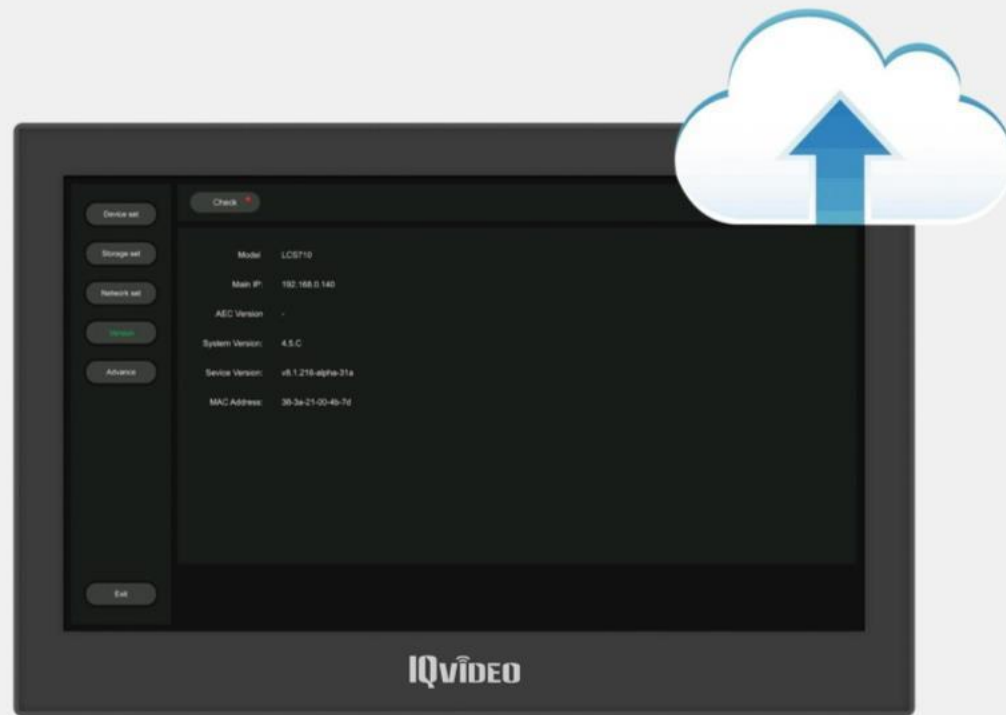 Check
Device set
Storage set
Network set
Version
Advance
Exit
Model LCS710
Main IP: 192.168.0.140
AEC Version -
System Version: 4.5.C
Sevice Version: v8.1.216-alpha-31a
MAC Address: 38-3a-21-00-4b-7d
IQVIDEO